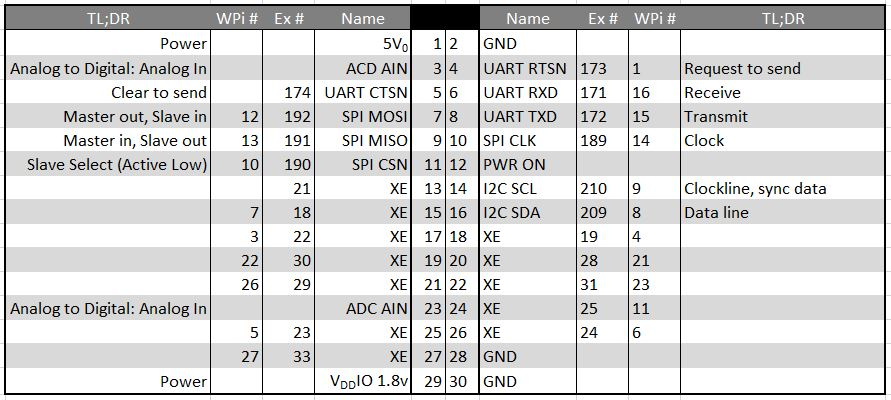 TL;DR WPi # Ex # Name Name Ex # WPi # TL;DR
Power 5V₀ 1 2 GND
Analog to Digital: Analog In ACD AIN 3 4 UART RTSN 173 1 Request to send
Clear to send 174 UART CTSN 5 6 UART RXD 171 16 Receive
Master out, Slave in 12 192 SPI MOSI 7 8 UART TXD 172 15 Transmit
Master in, Slave out 13 191 SPI MISO 9 10 SPI CLK 189 14 Clock
Slave Select (Active Low) 10 190 SPI CSN 11 12 PWR ON
21 XE 13 14 I2C SCL 210 9 Clockline, sync data
7 18 XE 15 16 I2C SDA 209 8 Data line
3 22 XE 17 18 XE 19 4
22 30 XE 19 20 XE 28 21
26 29 XE 21 22 XE 31 23
Analog to Digital: Analog In ADC AIN 23 24 XE 25 11
5 23 XE 25 26 XE 24 6
27 33 XE 27 28 GND
Power V_DDIO 1.8v 29 30 GND